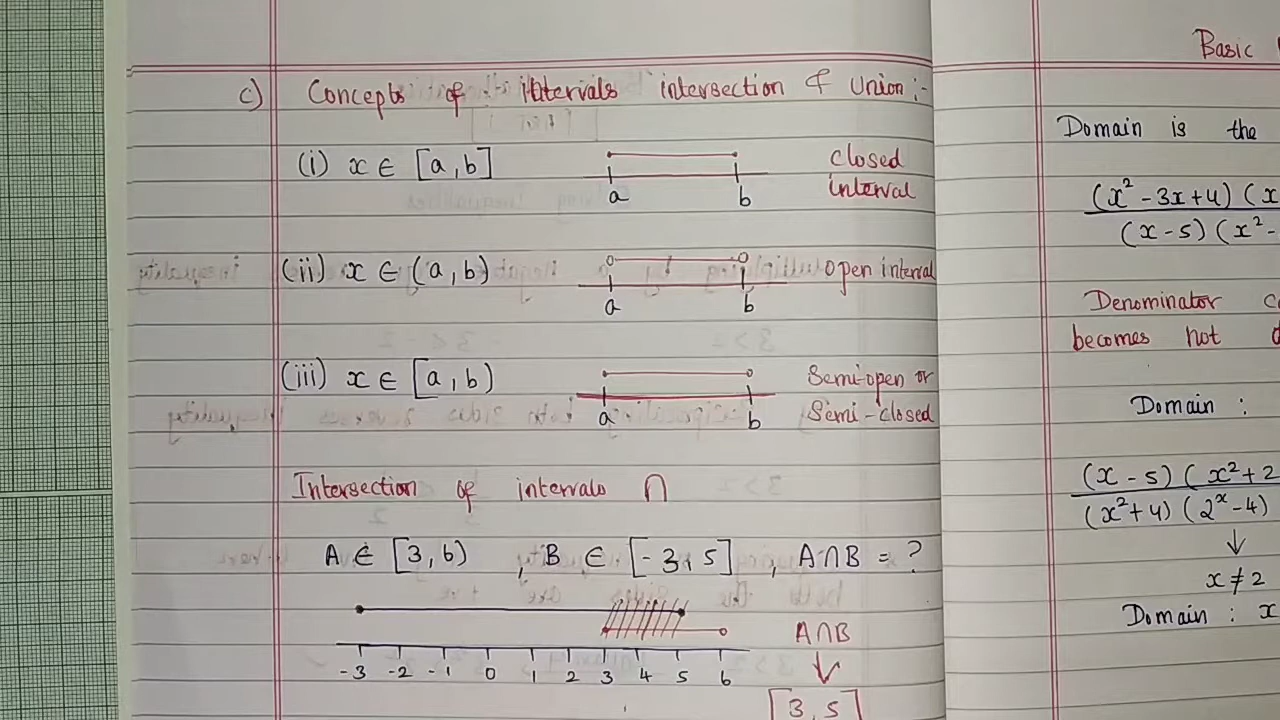 c) Concepts of intervals intersection & Union :-
(i) x ∈ [a, b]
a b
closed
interval
(ii) x ∈ (a, b)
a b
open interval
(iii) x ∈ [a, b)
a b
Semi-open or
Semi-closed
Intersection of intervals ∩
A ∈ [3, 6) , B ∈ [-3, 5] , A∩B = ?
-3 -2 -1 0 1 2 3 4 5 6
A∩B
[3, 5]
Basic
Domain is the
(x² - 3x + 4) (x
(x - 5) (x² -
Denominator
becomes not
Domain :
(x - 5) (x² + 2
(x² + 4) (2ˣ - 4)
↓
x ≠ 2
Domain : x